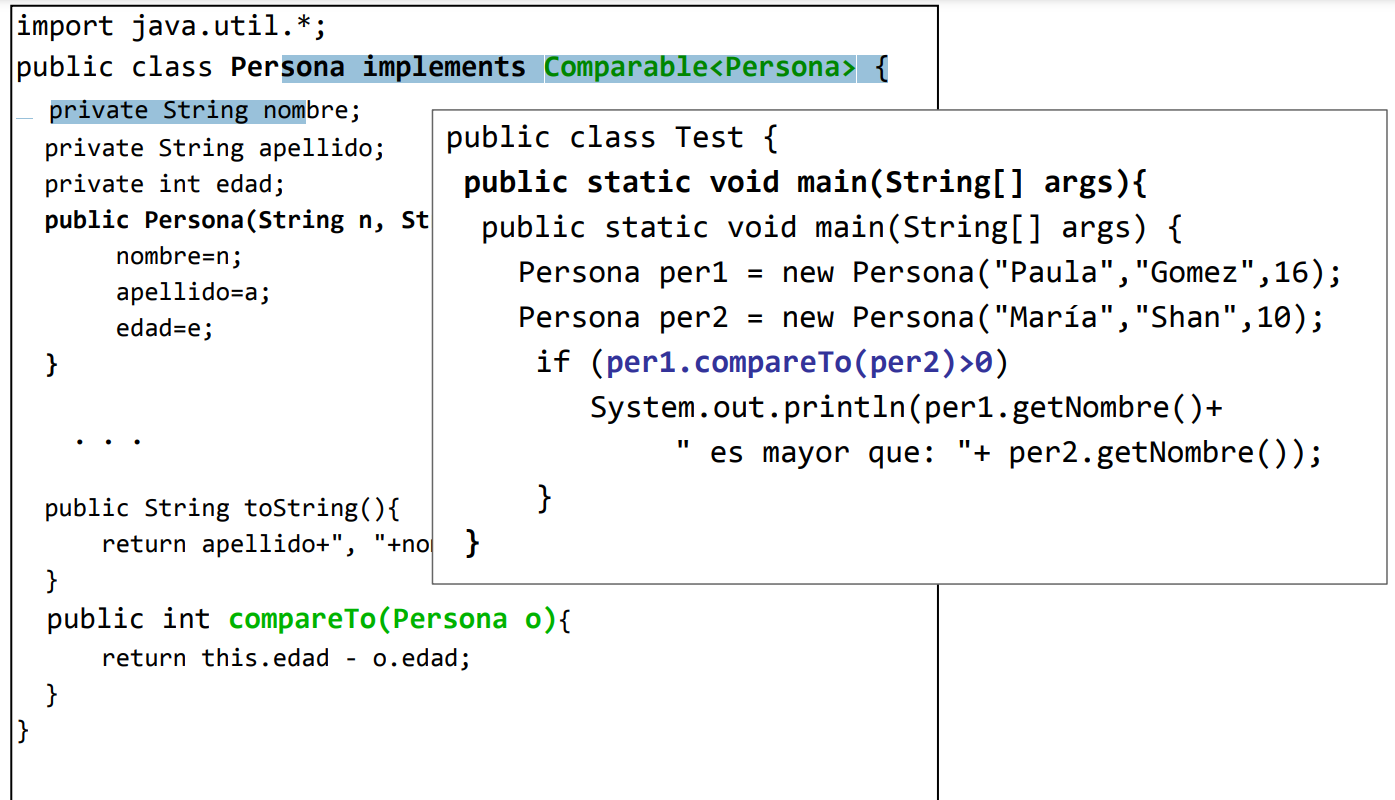 import java.util.*;
public class Persona implements Comparable<Persona> {
private String nombre;
private String apellido;
private int edad;
public Persona(String n,
nombre=n;
apellido=a;
edad=e;
}
. . .
public String toString(){
return apellido+", "+
}
public int compareTo(Persona o){
return this.edad - o.edad;
}
}
public class Test {
public static void main(String[] args){
public static void main(String[] args) {
Persona per1 = new Persona("Paula","Gomez",16);
Persona per2 = new Persona("María","Shan",10);
if (per1.compareTo(per2)>0)
System.out.println(per1.getNombre()+
" es mayor que: "+ per2.getNombre());
}
}